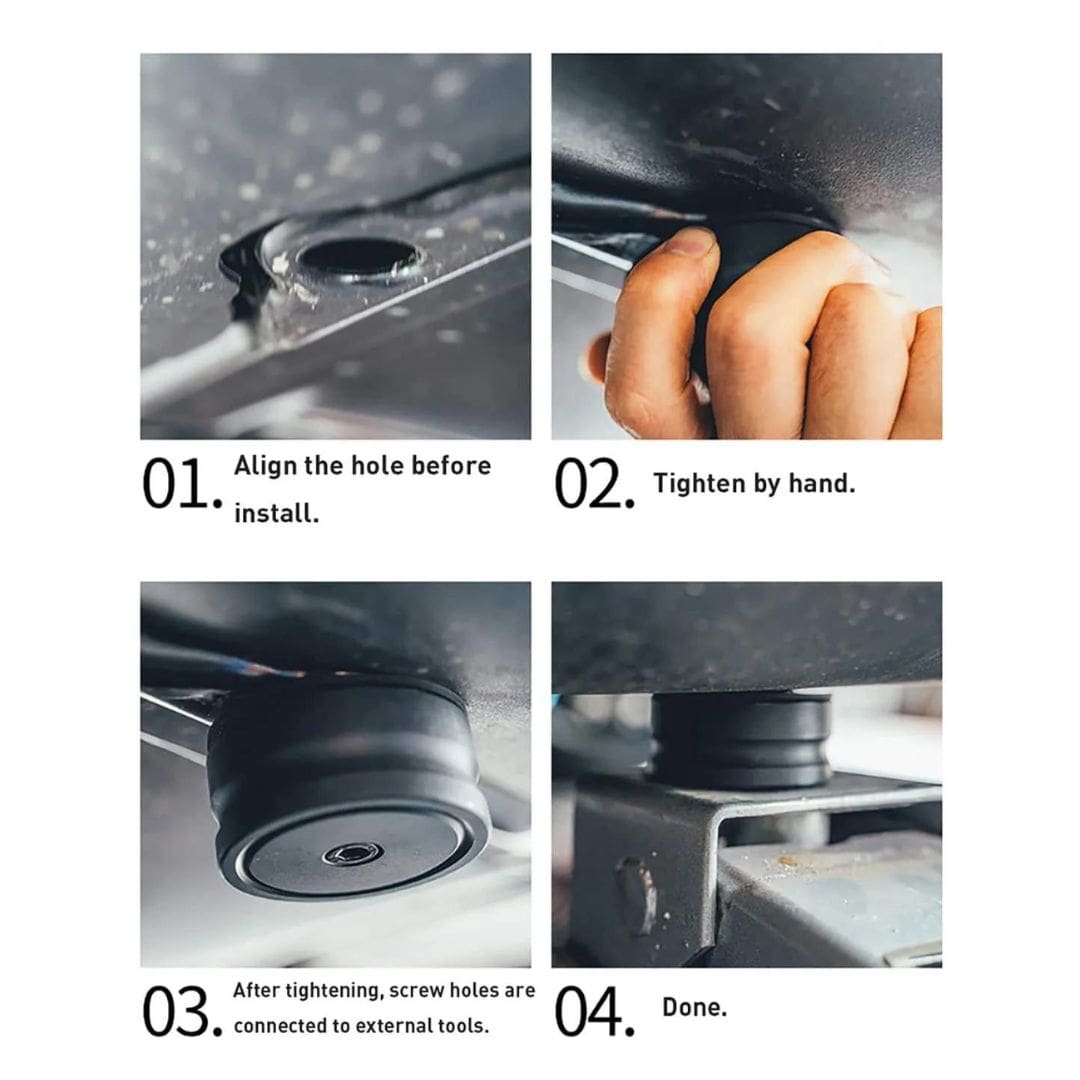 01. Align the hole before
install.
02. Tighten by hand.
03. After tightening, screw holes are
connected to external tools.
04. Done.